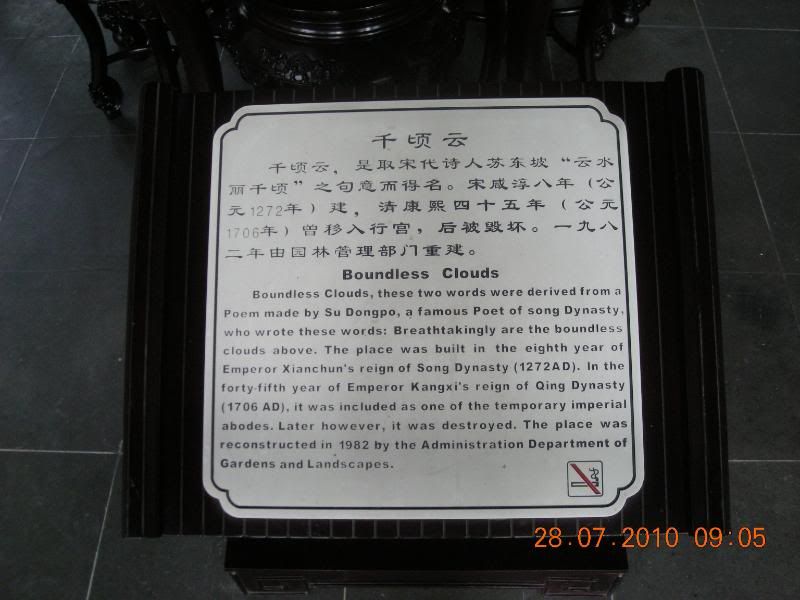 千顷云
千顷云，是取宋代诗人苏东坡“云水
丽千顷”之句意而得名。宋咸淳八年（公
元1272年）建，清康熙四十五年（公元
1706年）曾移入行宫，后被毁坏。一九八
二年由园林管理部门重建。
Boundless Clouds
Boundless Clouds, these two words were derived from a
Poem made by Su Dongpo, a famous Poet of song Dynasty,
who wrote these words: Breathtakingly are the boundless
clouds above. The place was built in the eighth year of
Emperor Xianchun's reign of Song Dynasty (1272AD). In the
forty-fifth year of Emperor Kangxi's reign of Qing Dynasty
(1706 AD), it was included as one of the temporary imperial
abodes. Later however, it was destroyed. The place was
reconstructed in 1982 by the Administration Department of
Gardens and Landscapes.
28.07.2010 09:05